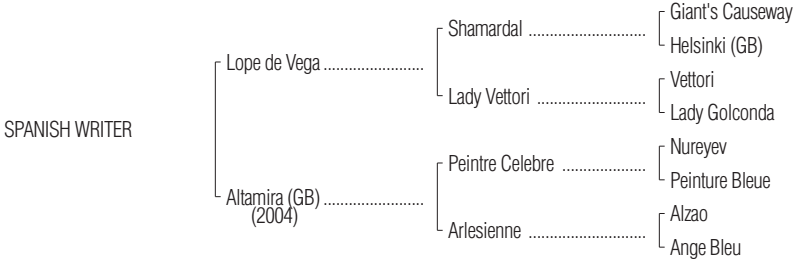 Giant's Causeway
Shamardal ............................
Helsinki (GB)
Lope de Vega ........................
Vettori
Lady Vettori ..........................
Lady Golconda
SPANISH WRITER
Nureyev
Peintre Celebre ....................
Peinture Bleue
Altamira (GB) ........................
(2004)
Alzao
Arlesienne ............................
Ange Bleu